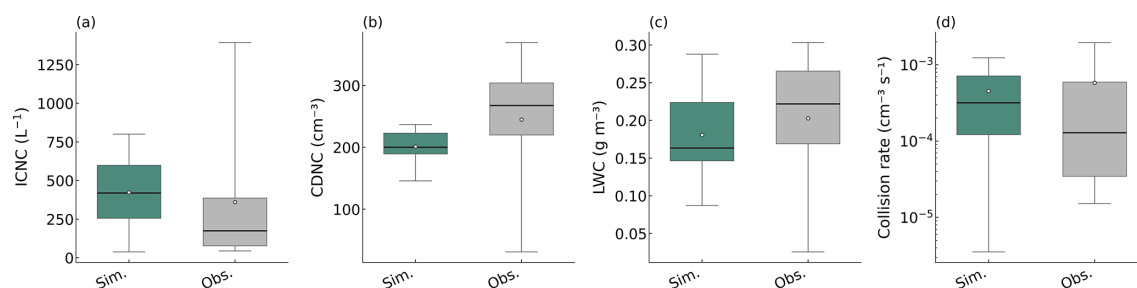 (a)
ICNC (L⁻¹)
1250
1000
750
500
250
0
Sim.
Obs.
(b)
CDNC (cm⁻³)
300
200
100
Sim.
Obs.
(c)
LWC (g m⁻³)
0.30
0.25
0.20
0.15
0.10
0.05
Sim.
Obs.
(d)
Collision rate (cm⁻³ s⁻¹)
10⁻³
10⁻⁴
10⁻⁵
Sim.
Obs.